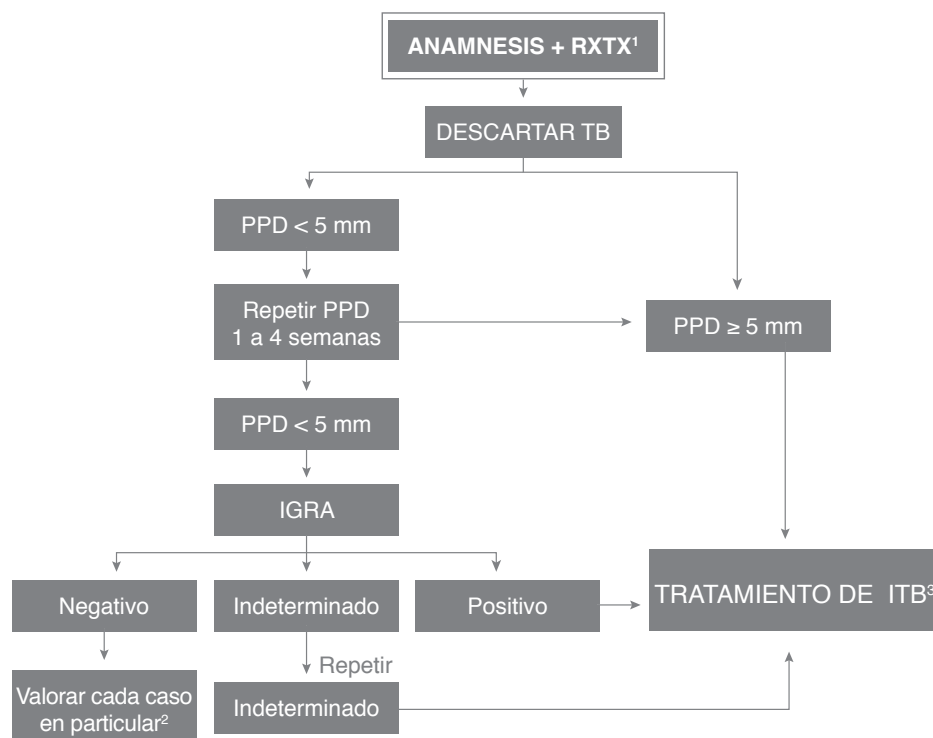 ANAMNESIS + RXTX¹
DESCARTAR TB
PPD < 5 mm
Repetir PPD
1 a 4 semanas
PPD ≥ 5 mm
PPD < 5 mm
IGRA
Negativo
Indeterminado
Positivo
TRATAMIENTO DE ITB³
Repetir
Valorar cada caso
en particular²
Indeterminado